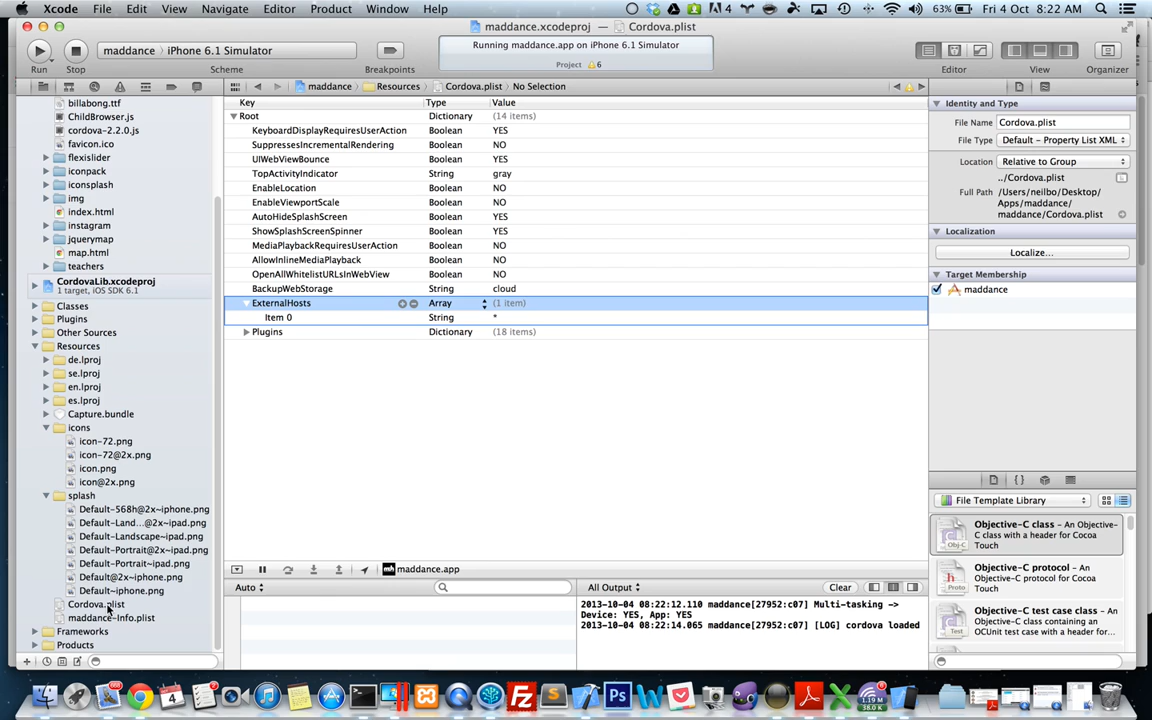 Xcode File Edit View Navigate Editor Product Window Help
4 63% Fri 4 Oct 8:22 AM
maddance.xcodeproj — Cordova.plist
Run Stop
maddance iPhone 6.1 Simulator
Scheme
Breakpoints
Running maddance.app on iPhone 6.1 Simulator
Project 6
Editor View Organizer
maddance Resources Cordova.plist No Selection
billabong.ttf
ChildBrowser.js
cordova-2.2.0.js
favicon.ico
flexislider
iconpack
iconsplash
img
index.html
instagram
jquerymap
map.html
teachers
CordovaLib.xcodeproj
1 target, iOS SDK 6.1
Classes
Plugins
Other Sources
Resources
de.lproj
se.lproj
en.lproj
es.lproj
Capture.bundle
icons
icon-72.png
icon-72@2x.png
icon.png
icon@2x.png
splash
Default-568h@2x~iphone.png
Default-Land...@2x~ipad.png
Default-Landscape~ipad.png
Default-Portrait@2x~ipad.png
Default-Portrait~ipad.png
Default@2x~iphone.png
Default~iphone.png
Cordova.plist
maddance-Info.plist
Frameworks
Products
Key Type Value
Root Dictionary (14 items)
KeyboardDisplayRequiresUserAction Boolean YES
SuppressesIncrementalRendering Boolean NO
UIWebViewBounce Boolean YES
TopActivityIndicator String gray
EnableLocation Boolean NO
EnableViewportScale Boolean NO
AutoHideSplashScreen Boolean YES
ShowSplashScreenSpinner Boolean YES
MediaPlaybackRequiresUserAction Boolean NO
AllowInlineMediaPlayback Boolean NO
OpenAllWhitelistURLsInWebView Boolean NO
BackupWebStorage String cloud
ExternalHosts Array (1 item)
Item 0 String *
Plugins Dictionary (18 items)
maddance.app
Auto
All Output Clear
2013-10-04 08:22:12.110 maddance[27952:c07] Multi-tasking ->
Device: YES, App: YES
2013-10-04 08:22:14.065 maddance[27952:c07] [LOG] cordova loaded
Identity and Type
File Name Cordova.plist
File Type Default - Property List XML
Location Relative to Group
../Cordova.plist
Full Path /Users/neilbo/Desktop/
Apps/maddance/
maddance/Cordova.plist
Localization
Localize...
Target Membership
maddance
File Template Library
Objective-C class - An Objective-
C class with a header for Cocoa
Touch
Objective-C protocol - An
Objective-C protocol for Cocoa
Touch
Objective-C test case class - An
Objective-C class containing an
OCUnit test case with a header for...